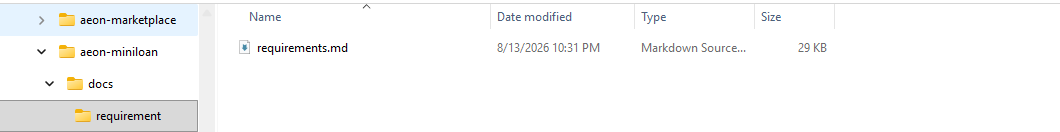 aeon-marketplace
aeon-miniloan
docs
requirement
Name Date modified Type Size
requirements.md 8/13/2026 10:31 PM Markdown Source... 29 KB